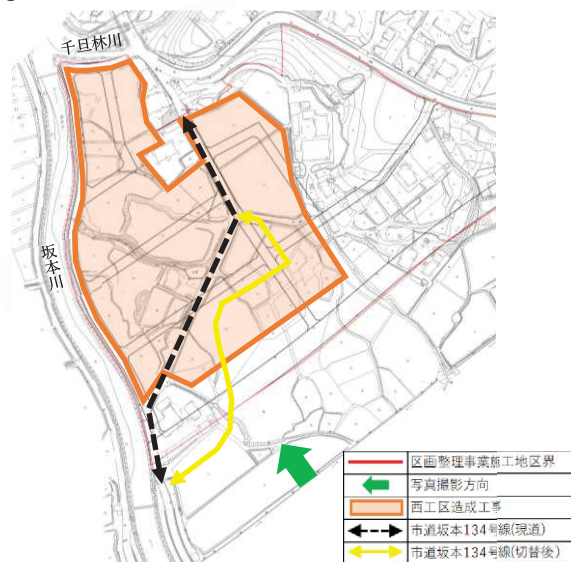 千旦林川
坂本川
区画整理事業施工地区界
写真撮影方向
西工区造成工事
市道坂本134号線(現道)
市道坂本134号線(切替後)